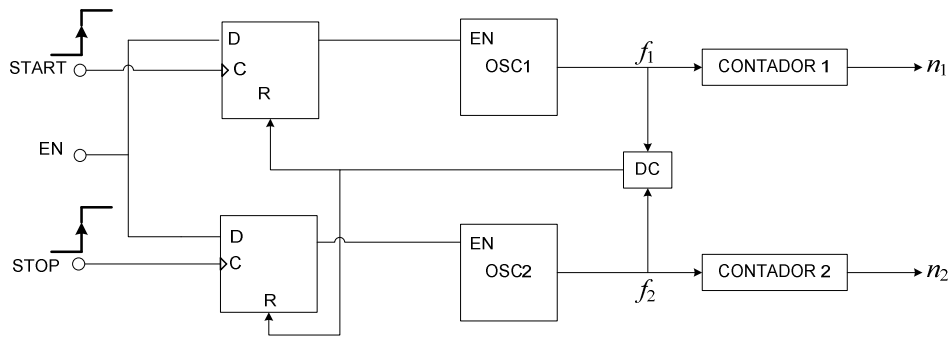 START
D
C
R
EN
OSC1
f1
CONTADOR 1
n1
EN
DC
STOP
D
C
R
EN
OSC2
f2
CONTADOR 2
n2